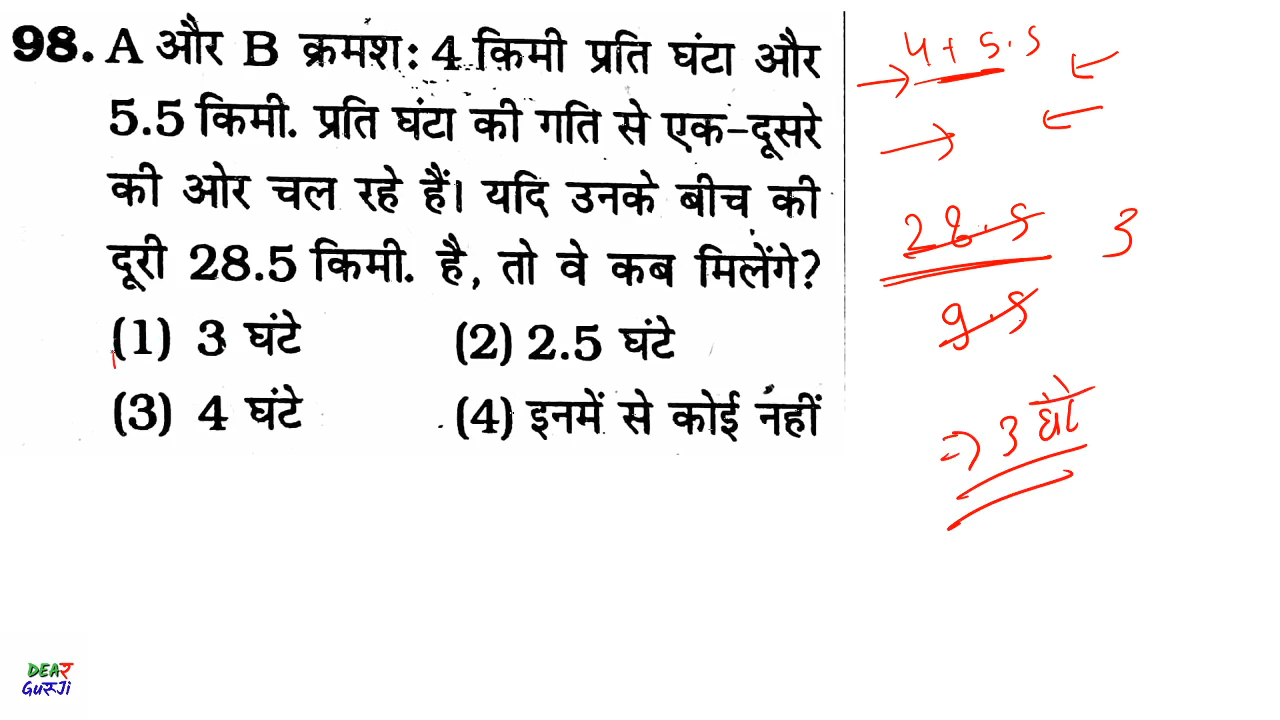 98. A और B क्रमश: 4 किमी प्रति घंटा और
5.5 किमी. प्रति घंटा की गति से एक-दूसरे
की ओर चल रहे हैं। यदि उनके बीच की
दूरी 28.5 किमी. है, तो वे कब मिलेंगे?
(1) 3 घंटे (2) 2.5 घंटे
(3) 4 घंटे (4) इनमें से कोई नहीं
4 + 5.5
28.5 3
9.5
⇒ 3 घंटे
DEAR
GuruJi